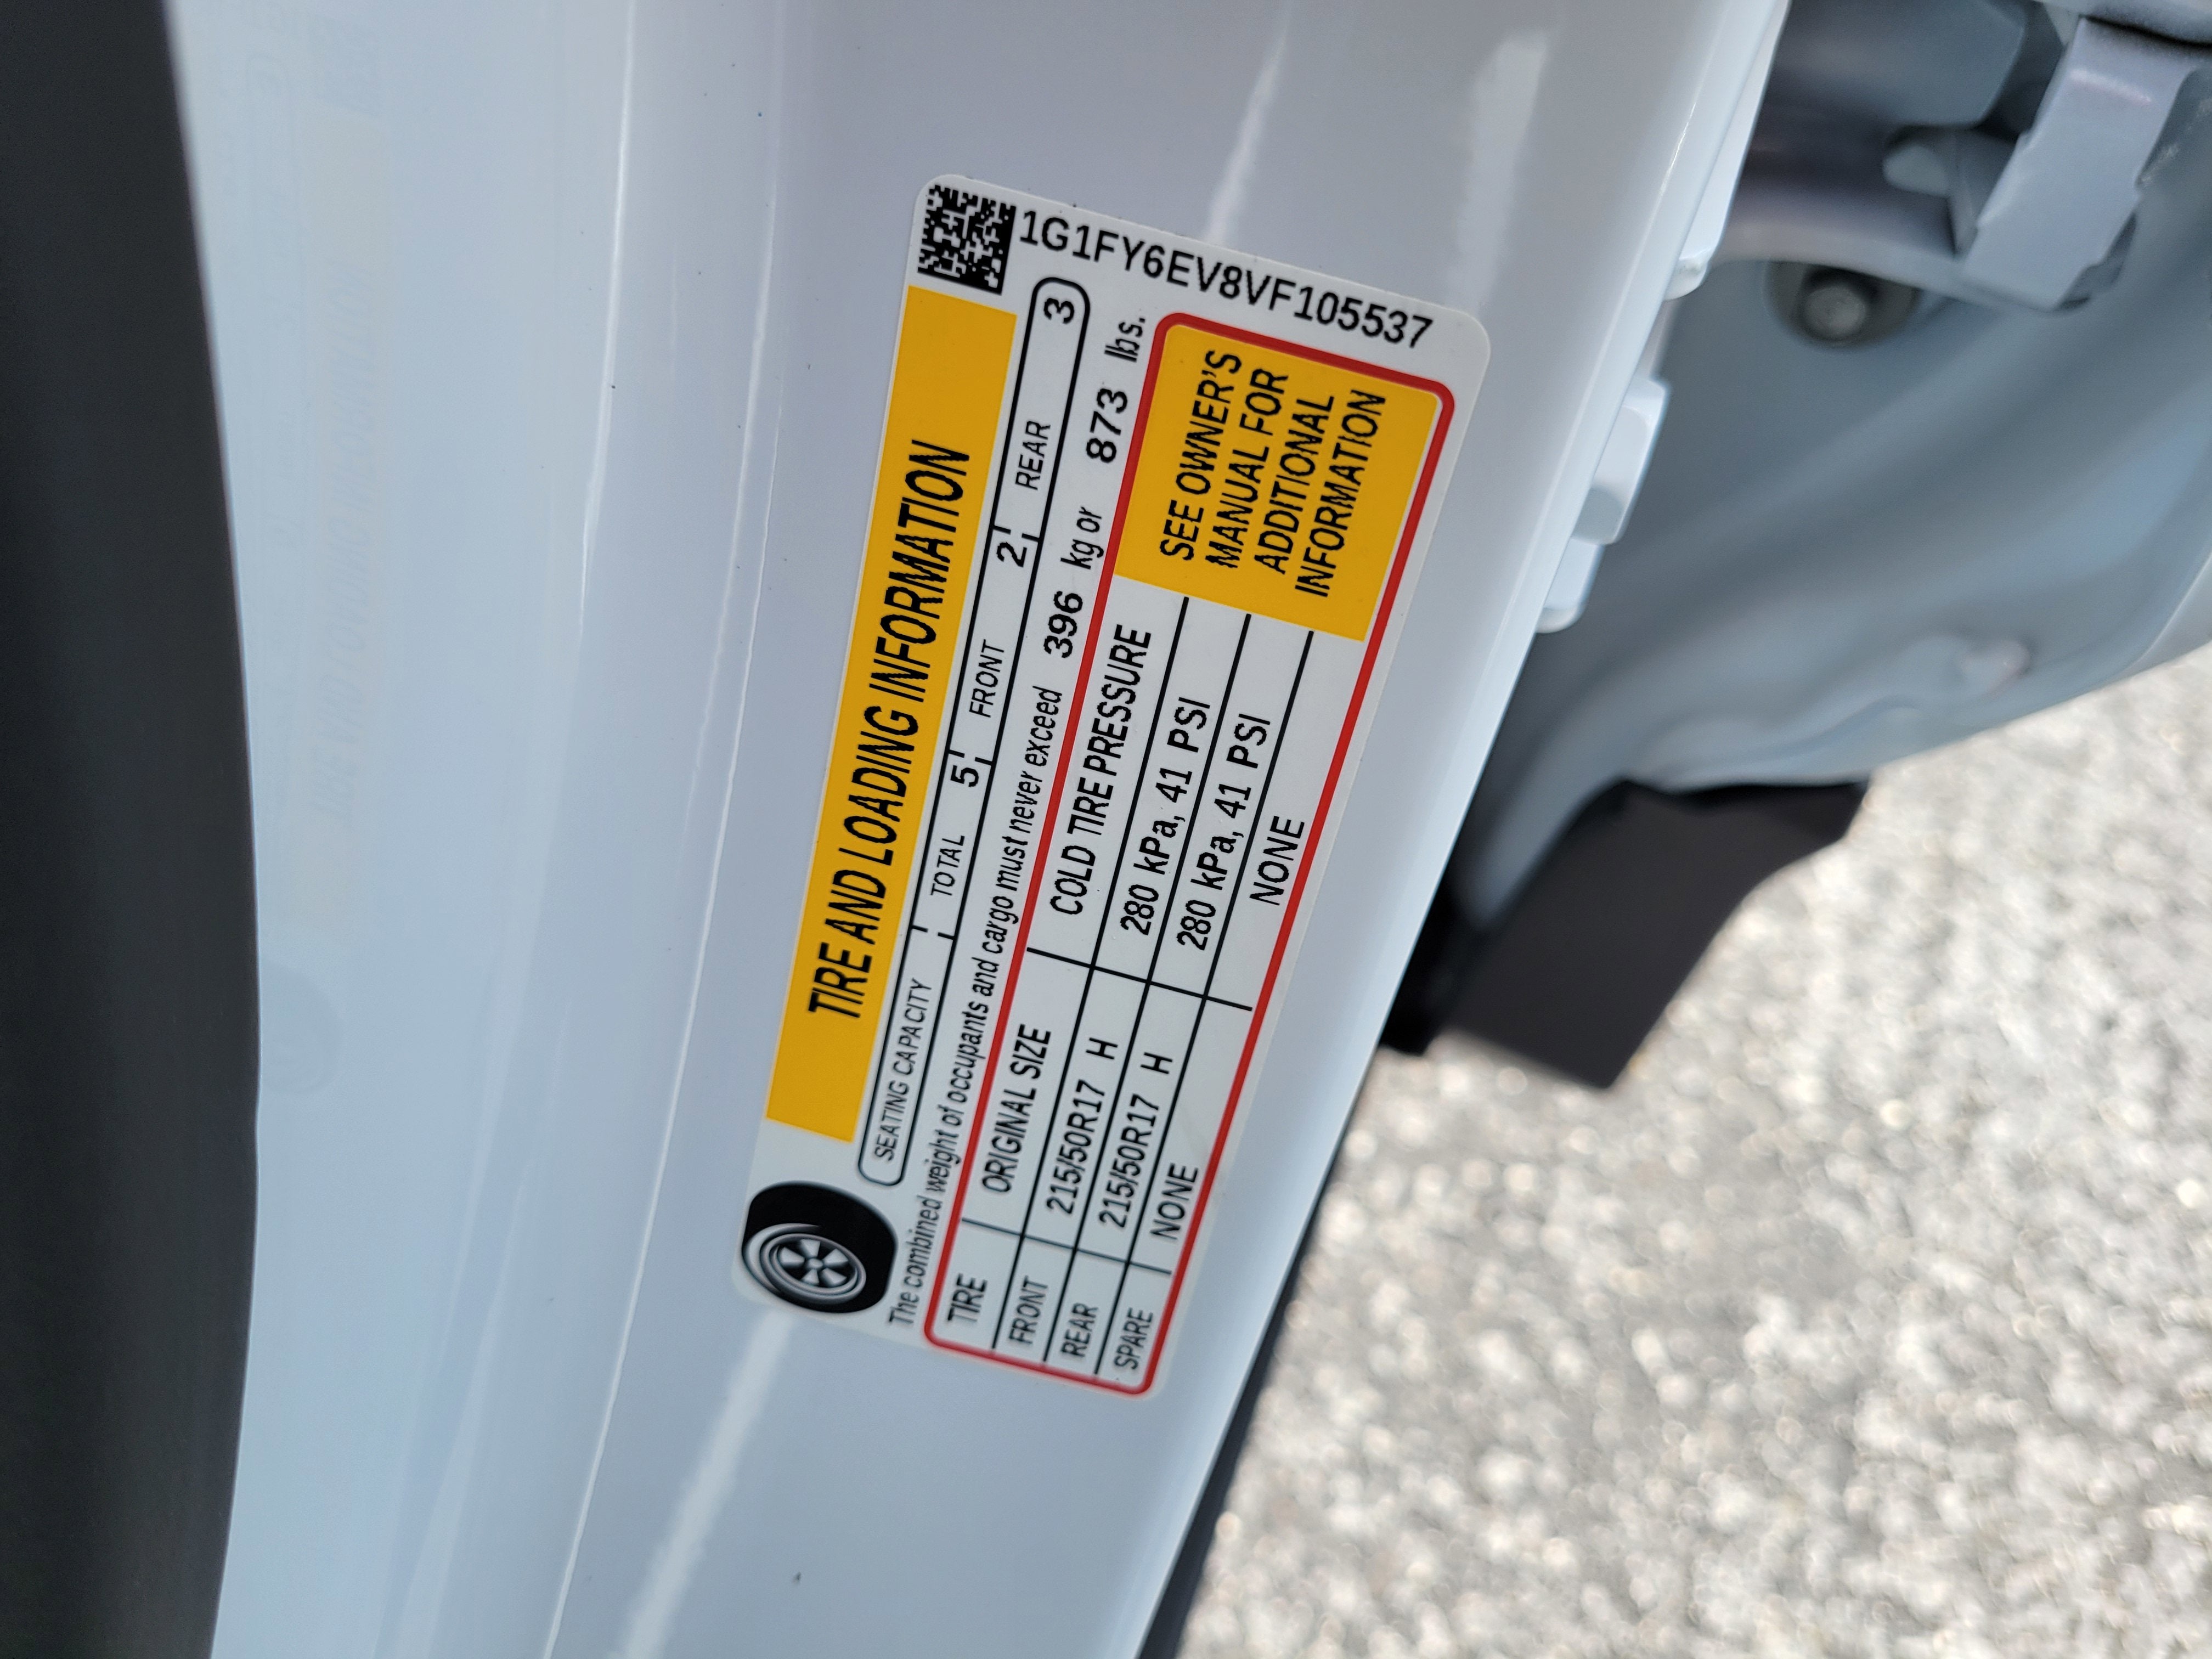 TIRE AND LOADING INFORMATION
SEATING CAPACITY TOTAL 5 FRONT 2 REAR 3
The combined weight of occupants and cargo must never exceed 396 kg or 873 lbs.
TIRE ORIGINAL SIZE COLD TIRE PRESSURE
FRONT 215/50R17 H 280 kPa, 41 PSI
REAR 215/50R17 H 280 kPa, 41 PSI
SPARE NONE NONE
SEE OWNER'S
MANUAL FOR
ADDITIONAL
INFORMATION
1G1FY6EV8VF105537